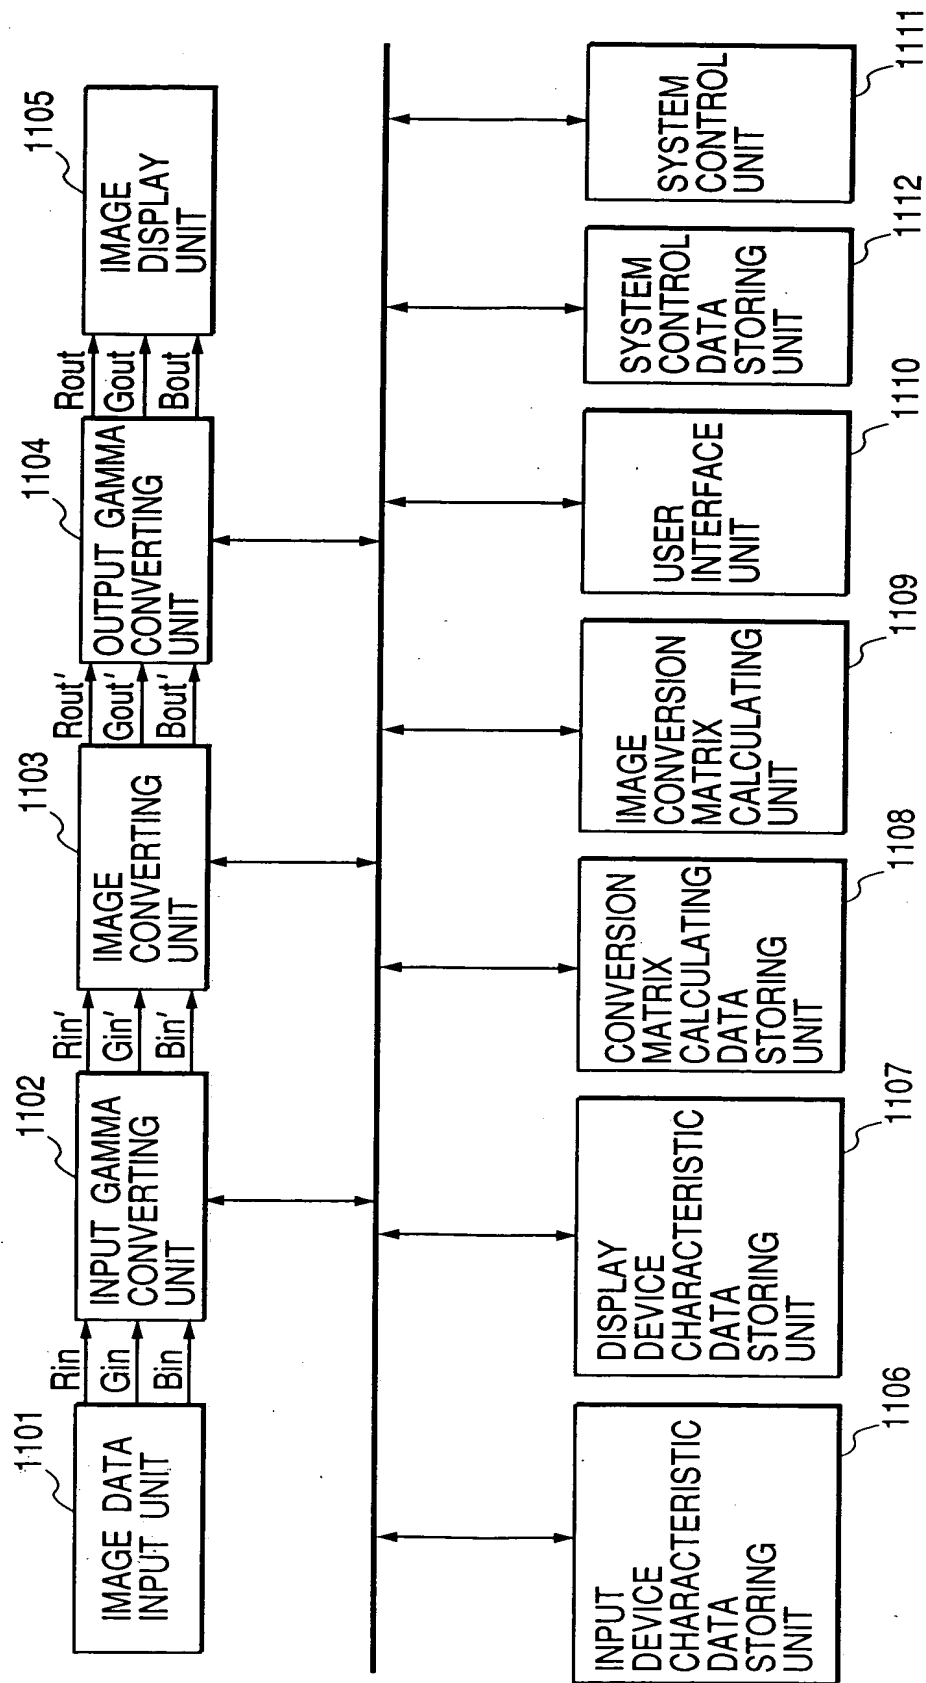 1101
IMAGE DATA
INPUT UNIT
Rin
Gin
Bin
1102
INPUT GAMMA
CONVERTING
UNIT
Rin'
Gin'
Bin'
1103
IMAGE
CONVERTING
UNIT
Rout'
Gout'
Bout'
1104
OUTPUT GAMMA
CONVERTING
UNIT
Rout
Gout
Bout
1105
IMAGE
DISPLAY
UNIT
INPUT
DEVICE
CHARACTERISTIC
DATA
STORING
UNIT
1106
DISPLAY
DEVICE
CHARACTERISTIC
DATA
STORING
UNIT
1107
CONVERSION
MATRIX
CALCULATING
DATA
STORING
UNIT
1108
IMAGE
CONVERSION
MATRIX
CALCULATING
UNIT
1109
USER
INTERFACE
UNIT
1110
SYSTEM
CONTROL
DATA
STORING
UNIT
1112
SYSTEM
CONTROL
UNIT
1111